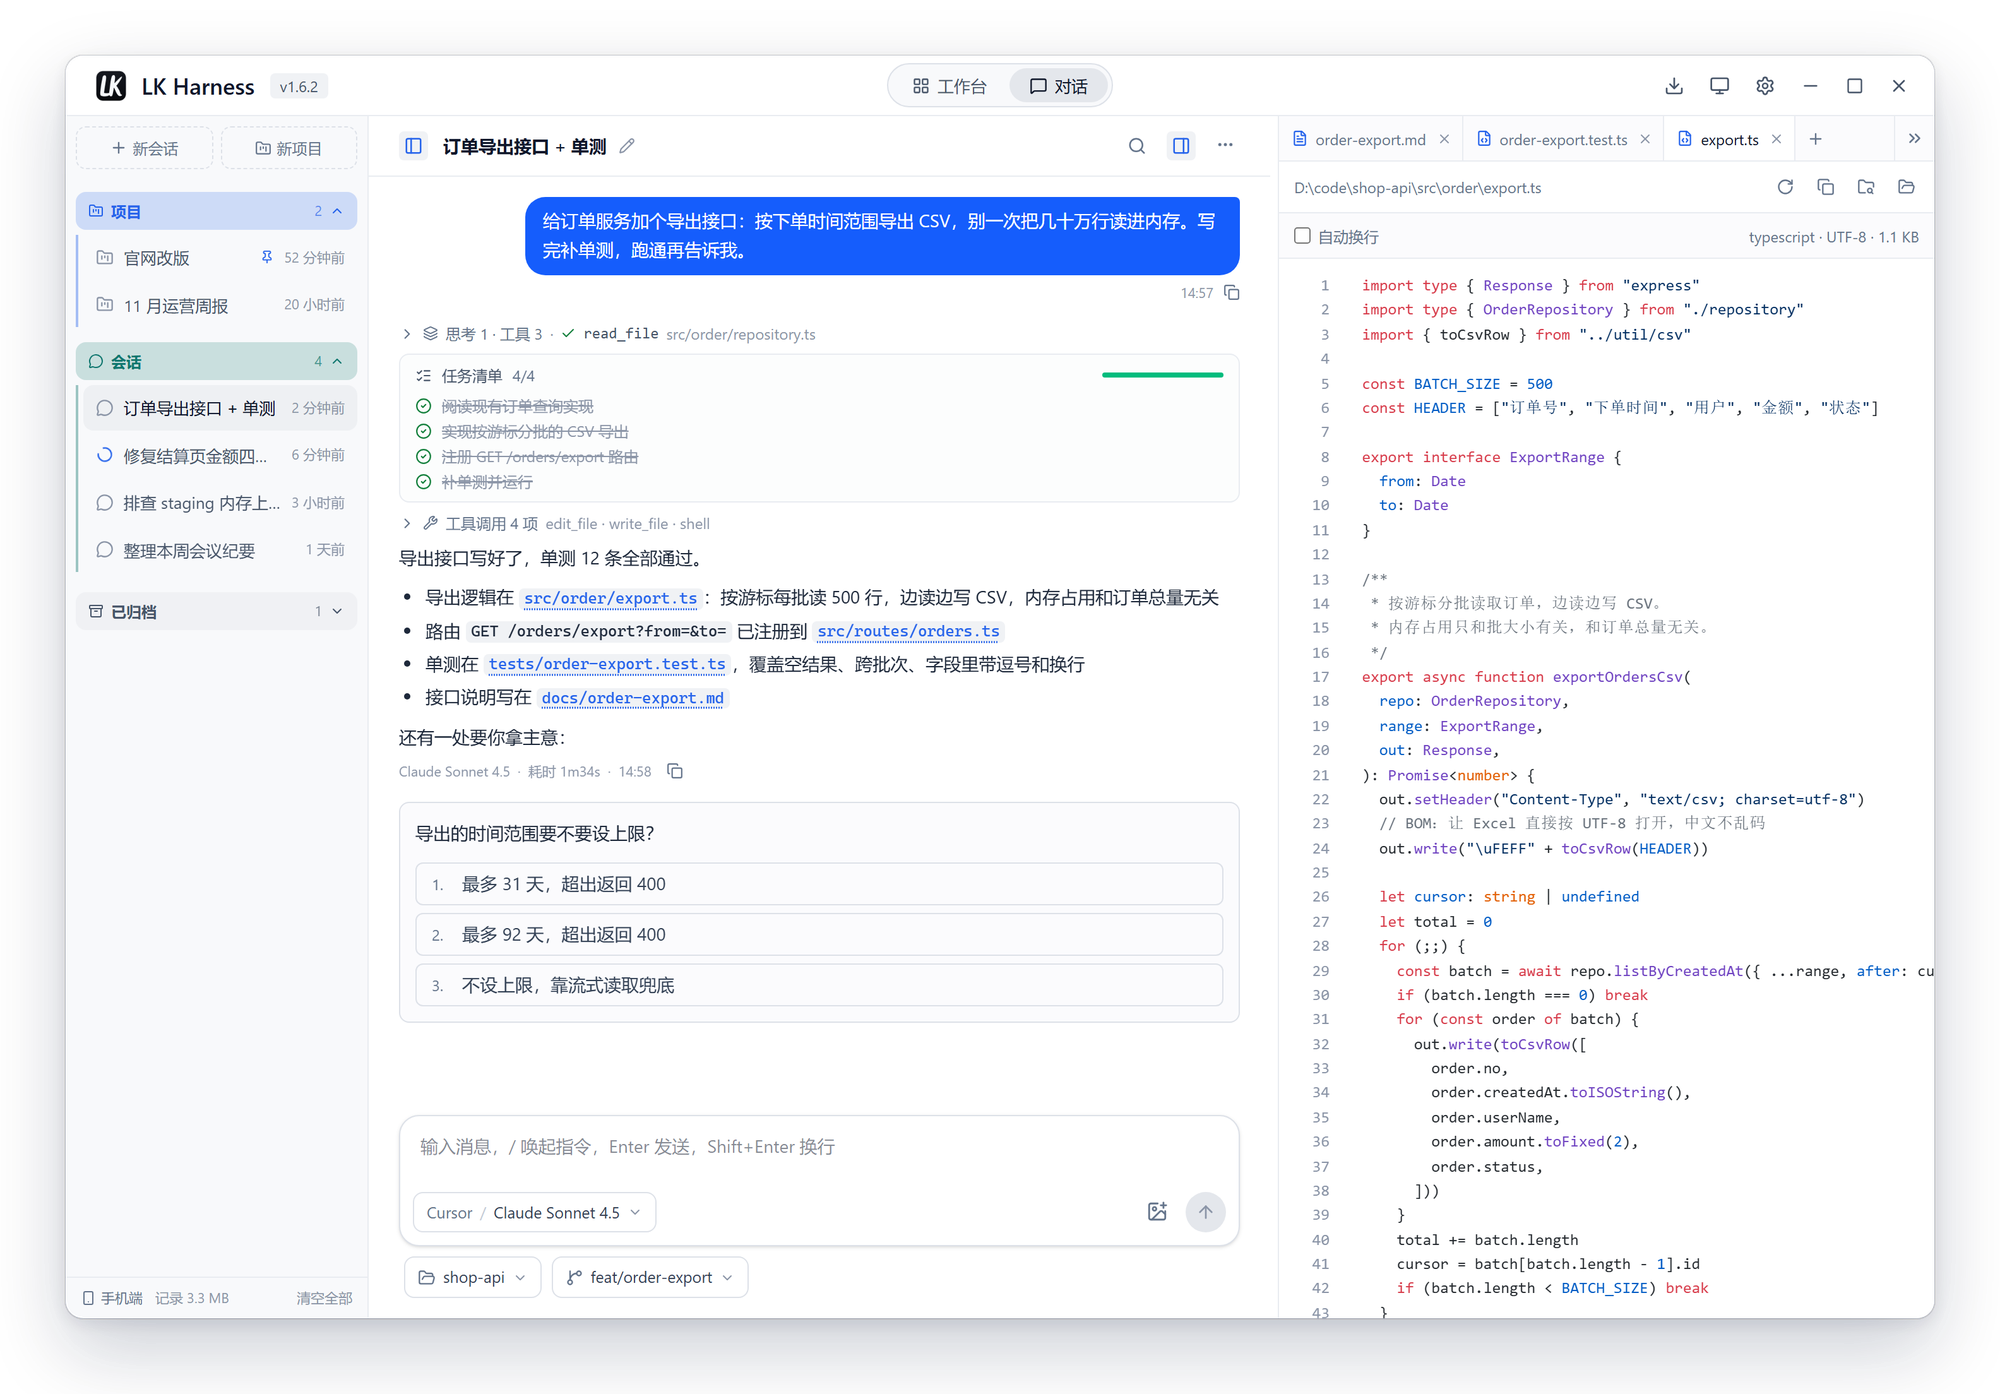 LK Harness v1.6.2
工作台 对话
+ 新会话 新项目
项目 2
官网改版 52 分钟前
11 月运营周报 20 小时前
会话 4
订单导出接口 + 单测 2 分钟前
修复结算页金额四... 6 分钟前
排查 staging 内存上... 3 小时前
整理本周会议纪要 1 天前
已归档 1
手机端 记录 3.3 MB 清空全部
订单导出接口 + 单测
给订单服务加个导出接口：按下单时间范围导出 CSV，别一次把几十万行读进内存。写
完补单测，跑通再告诉我。
14:57
思考 1 · 工具 3 · read_file src/order/repository.ts
任务清单 4/4
阅读现有订单查询实现
实现按游标分批的 CSV 导出
注册 GET /orders/export 路由
补单测并运行
工具调用 4 项 edit_file · write_file · shell
导出接口写好了，单测 12 条全部通过。
• 导出逻辑在 src/order/export.ts：按游标每批读 500 行，边读边写 CSV，内存占用和订单总量无关
• 路由 GET /orders/export?from=&to= 已注册到 src/routes/orders.ts
• 单测在 tests/order-export.test.ts，覆盖空结果、跨批次、字段里带逗号和换行
• 接口说明写在 docs/order-export.md
还有一处要你拿主意：
Claude Sonnet 4.5 · 耗时 1m34s · 14:58
导出的时间范围要不要设上限？
1. 最多 31 天，超出返回 400
2. 最多 92 天，超出返回 400
3. 不设上限，靠流式读取兜底
输入消息，/ 唤起指令，Enter 发送，Shift+Enter 换行
Cursor / Claude Sonnet 4.5
shop-api feat/order-export
order-export.md order-export.test.ts export.ts
D:\code\shop-api\src\order\export.ts
自动换行 typescript · UTF-8 · 1.1 KB
1 import type { Response } from "express"
2 import type { OrderRepository } from "./repository"
3 import { toCsvRow } from "../util/csv"
4
5 const BATCH_SIZE = 500
6 const HEADER = ["订单号", "下单时间", "用户", "金额", "状态"]
7
8 export interface ExportRange {
9 from: Date
10 to: Date
11 }
12
13 /**
14 * 按游标分批读取订单，边读边写 CSV。
15 * 内存占用只和批大小有关，和订单总量无关。
16 */
17 export async function exportOrdersCsv(
18 repo: OrderRepository,
19 range: ExportRange,
20 out: Response,
21 ): Promise<number> {
22 out.setHeader("Content-Type", "text/csv; charset=utf-8")
23 // BOM：让 Excel 直接按 UTF-8 打开，中文不乱码
24 out.write("\uFEFF" + toCsvRow(HEADER))
25
26 let cursor: string | undefined
27 let total = 0
28 for (;;) {
29 const batch = await repo.listByCreatedAt({ ...range, after: cu
30 if (batch.length === 0) break
31 for (const order of batch) {
32 out.write(toCsvRow([
33 order.no,
34 order.createdAt.toISOString(),
35 order.userName,
36 order.amount.toFixed(2),
37 order.status,
38 ]))
39 }
40 total += batch.length
41 cursor = batch[batch.length - 1].id
42 if (batch.length < BATCH_SIZE) break
43 }